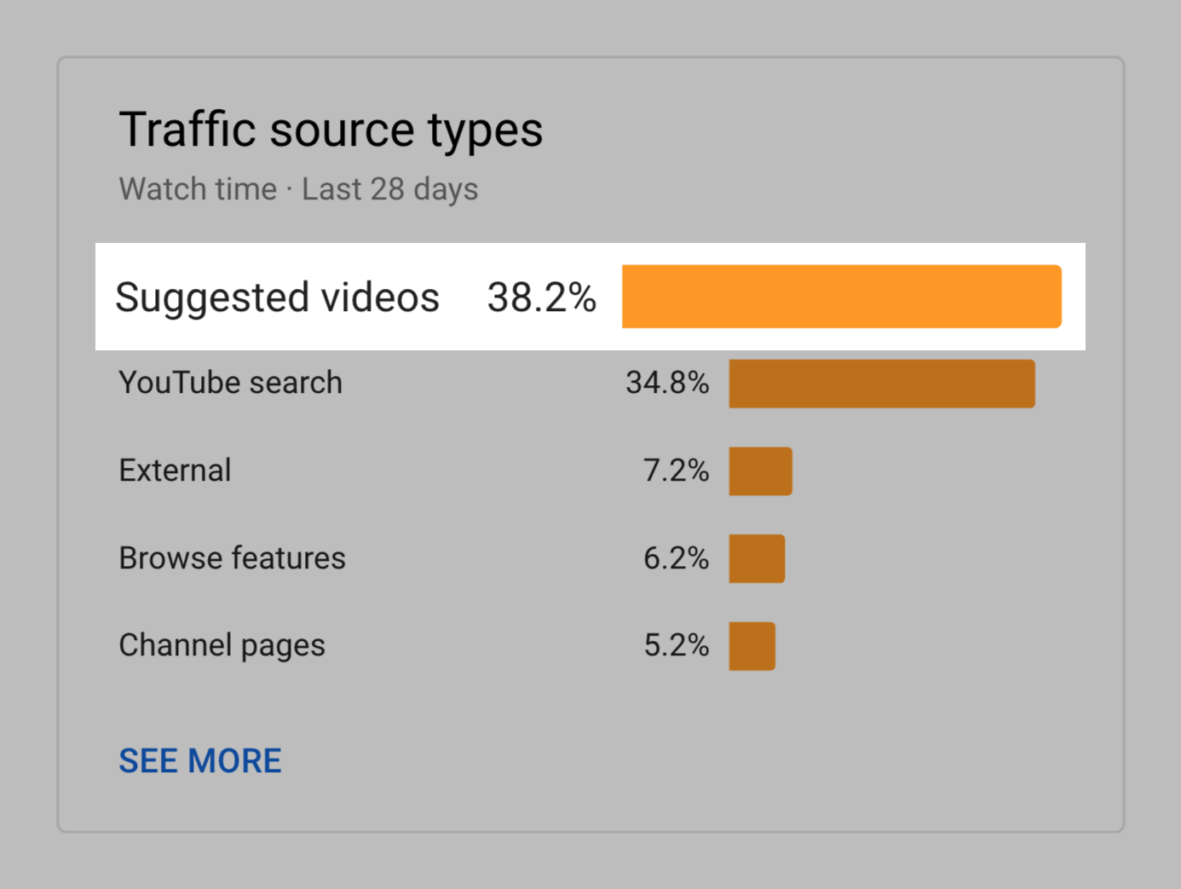 Traffic source types
Watch time · Last 28 days
Suggested videos 38.2%
YouTube search 34.8%
External 7.2%
Browse features 6.2%
Channel pages 5.2%
SEE MORE